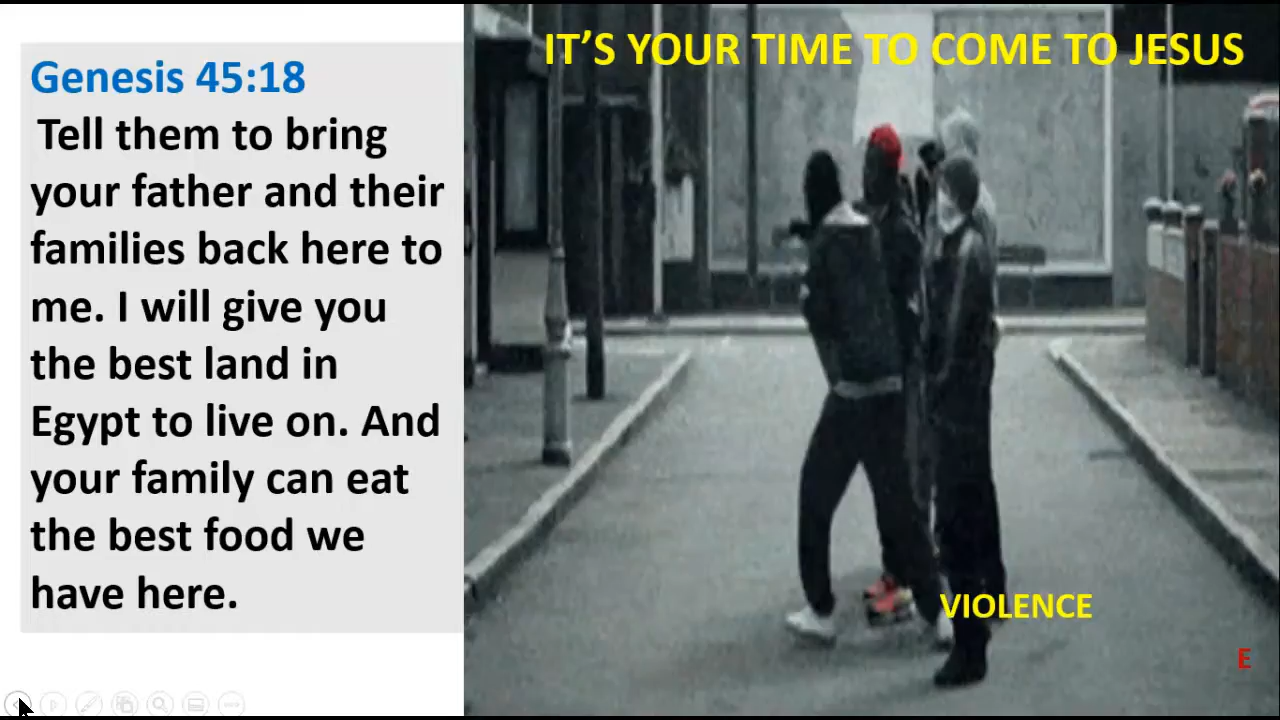 Genesis 45:18
Tell them to bring
your father and their
families back here to
me. I will give you
the best land in
Egypt to live on. And
your family can eat
the best food we
have here.
IT’S YOUR TIME TO COME TO JESUS
VIOLENCE
E